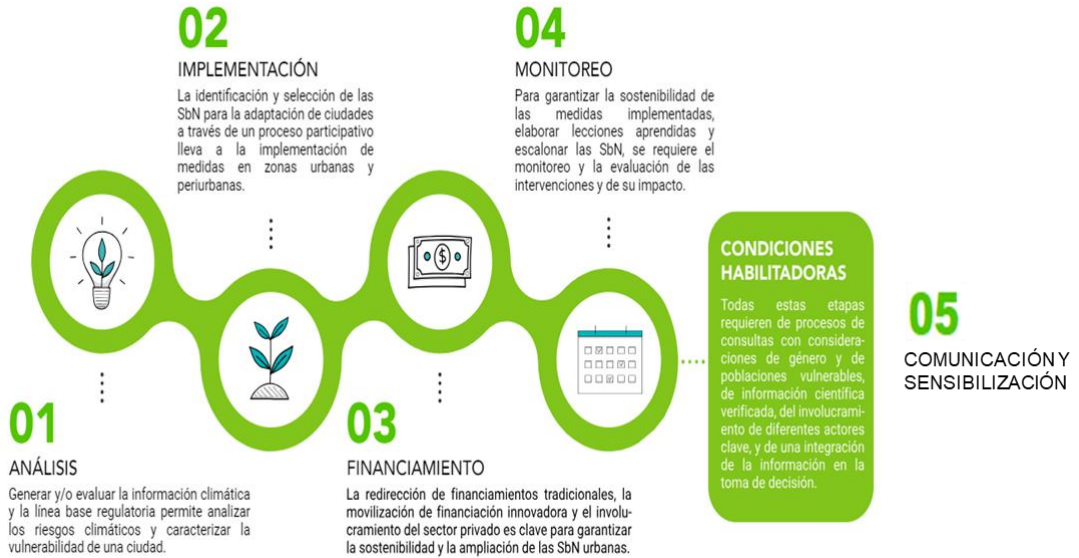 01
ANÁLISIS
Generar y/o evaluar la información climática
y la línea base regulatoria permite analizar
los riesgos climáticos y caracterizar la
vulnerabilidad de una ciudad.
02
IMPLEMENTACIÓN
La identificación y selección de las
SbN para la adaptación de ciudades
a través de un proceso participativo
lleva a la implementación de
medidas en zonas urbanas y
periurbanas.
03
FINANCIAMIENTO
La redirección de financiamientos tradicionales, la
movilización de financiación innovadora y el involu-
cramiento del sector privado es clave para garantizar
la sostenibilidad y la ampliación de las SbN urbanas.
$
04
MONITOREO
Para garantizar la sostenibilidad de
las medidas implementadas,
elaborar lecciones aprendidas y
escalonar las SbN, se requiere el
monitoreo y la evaluación de las
intervenciones y de su impacto.
CONDICIONES
HABILITADORAS
Todas estas etapas
requieren de procesos de
consultas con considera-
ciones de género y de
poblaciones vulnerables,
de información científica
verificada, del involucrami-
ento de diferentes actores
clave, y de una integración
de la información en la
toma de decisión.
05
COMUNICACIÓN Y
SENSIBILIZACIÓN